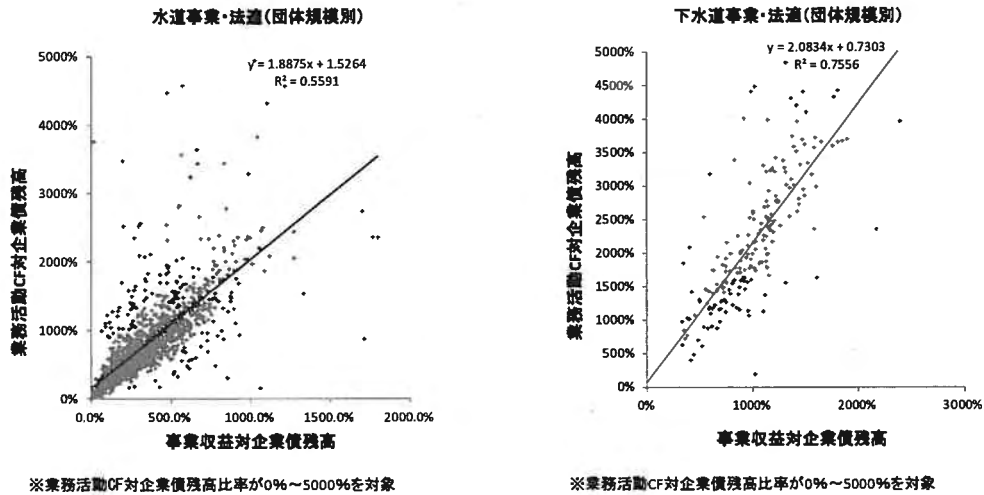 水道事業・法適(団体規模別)
y = 1.8875x + 1.5264
R² = 0.5591
業務活動CF対企業債残高
5000%
4000%
3000%
2000%
1000%
0%
0.0%
500.0%
1000.0%
1500.0%
2000.0%
事業収益対企業債残高
※業務活動CF対企業債残高比率が0%～5000%を対象
下水道事業・法適(団体規模別)
y = 2.0834x + 0.7303
R² = 0.7556
業務活動CF対企業債残高
5000%
4500%
4000%
3500%
3000%
2500%
2000%
1500%
1000%
500%
0%
0%
1000%
2000%
3000%
事業収益対企業債残高
※業務活動CF対企業債残高比率が0%～5000%を対象